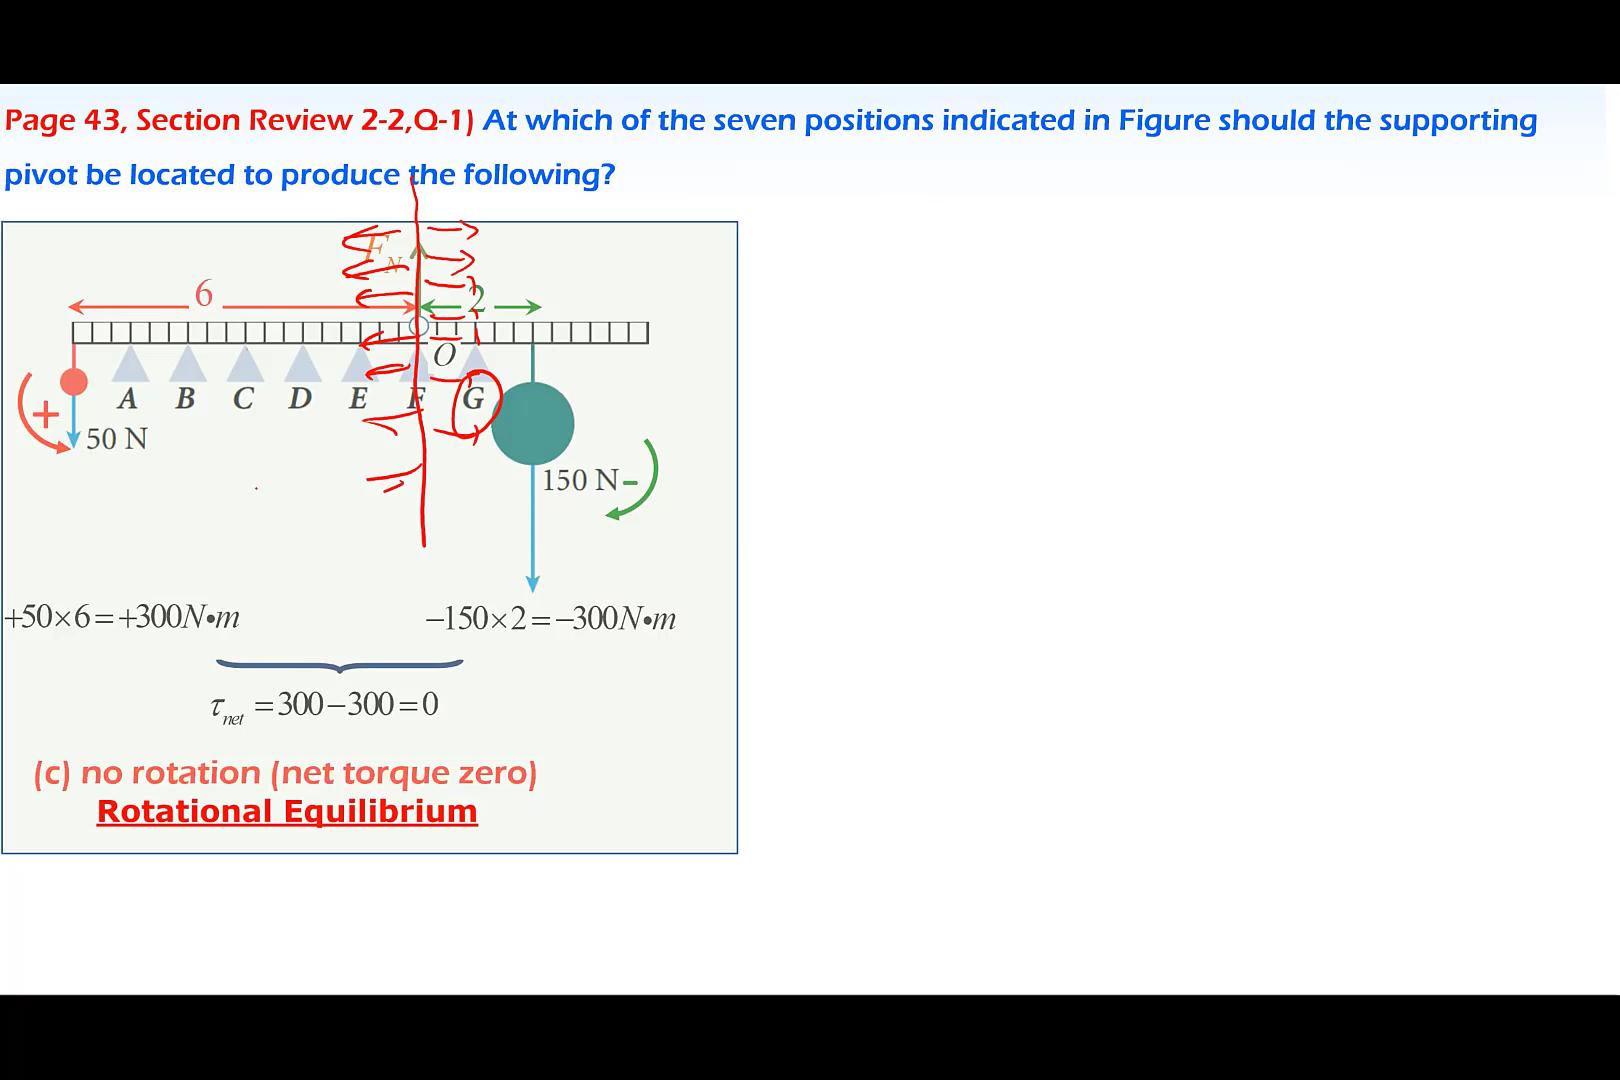 Page 43, Section Review 2-2,Q-1) At which of the seven positions indicated in Figure should the supporting
pivot be located to produce the following?
F_N
6
2
O
A B C D E F G
+
50 N
150 N
−
+50×6=+300N•m
−150×2=−300N•m
τ_net =300−300=0
(c) no rotation (net torque zero)
Rotational Equilibrium